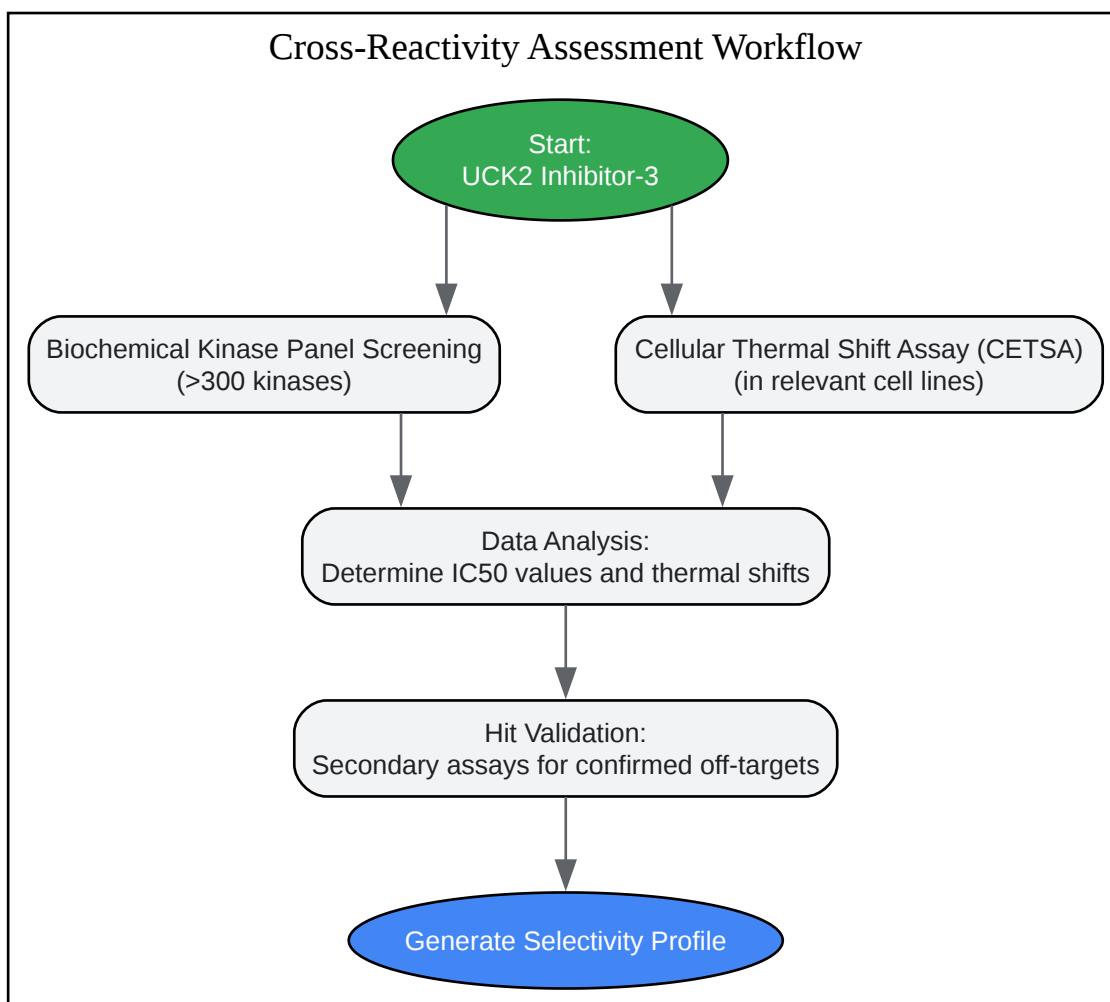 Cross-Reactivity Assessment Workflow
Start:
UCK2 Inhibitor-3
Biochemical Kinase Panel Screening
(>300 kinases)
Cellular Thermal Shift Assay (CETSA)
(in relevant cell lines)
Data Analysis:
Determine IC50 values and thermal shifts
Hit Validation:
Secondary assays for confirmed off-targets
Generate Selectivity Profile